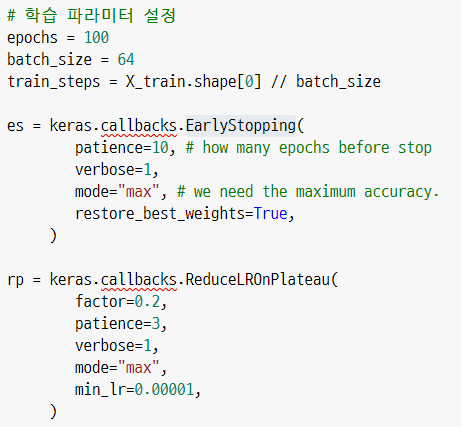 # 학습 파라미터 설정
epochs = 100
batch_size = 64
train_steps = X_train.shape[0] // batch_size
es = keras.callbacks.EarlyStopping(
patience=10, # how many epochs before stop
verbose=1,
mode="max", # we need the maximum accuracy.
restore_best_weights=True,
)
rp = keras.callbacks.ReduceLROnPlateau(
factor=0.2,
patience=3,
verbose=1,
mode="max",
min_lr=0.00001,
)